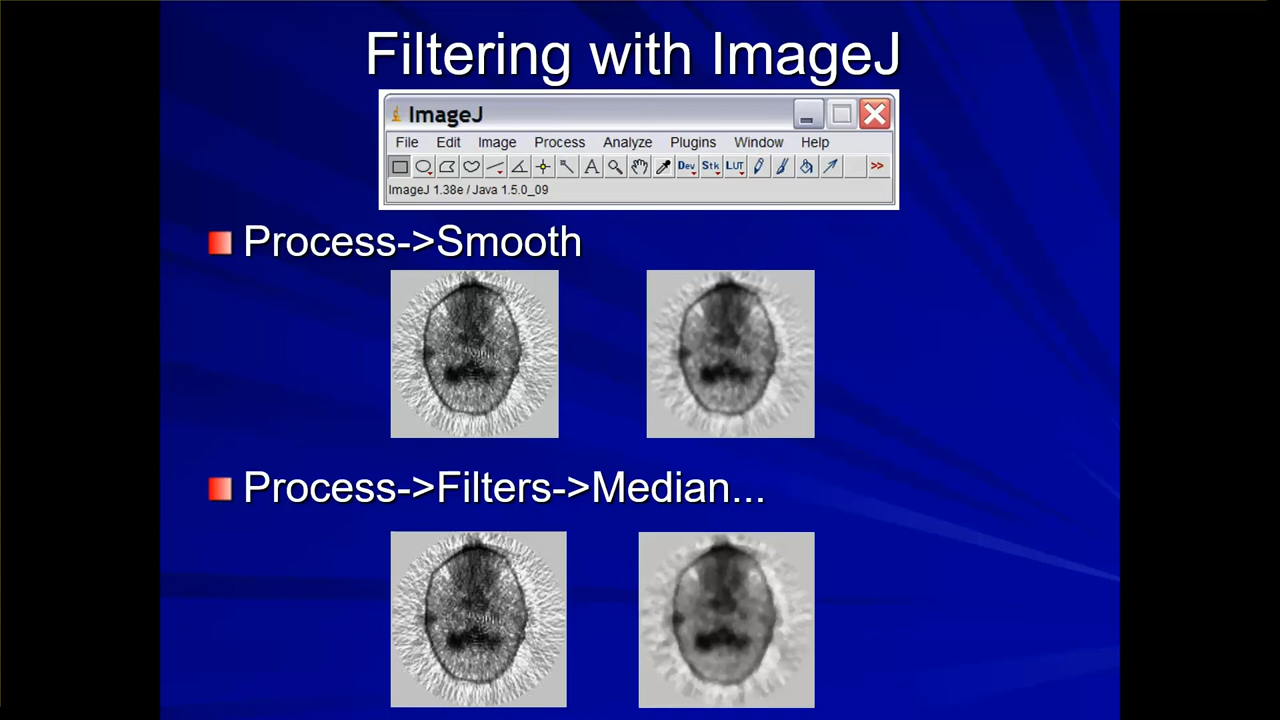 Filtering with ImageJ
ImageJ
File Edit Image Process Analyze Plugins Window Help
A Dev Stk LUT >>
ImageJ 1.38e / Java 1.5.0_09
Process->Smooth
Process->Filters->Median...